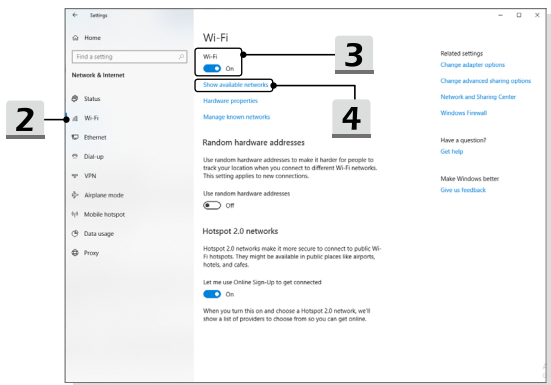 Settings
Home
Find a setting
Network & Internet
Status
Wi-Fi
Ethernet
Dial-up
VPN
Airplane mode
Mobile hotspot
Data usage
Proxy
2
Wi-Fi
Wi-Fi
On
3
Show available networks
4
Hardware properties
Manage known networks
Random hardware addresses
Use random hardware addresses to make it harder for people to
track your location when you connect to different Wi-Fi networks.
This setting applies to new connections.
Use random hardware addresses
Off
Hotspot 2.0 networks
Hotspot 2.0 networks make it more secure to connect to public Wi-
Fi hotspots. They might be available in public places like airports,
hotels, and cafes.
Let me use Online Sign-Up to get connected
On
When you turn this on and choose a Hotspot 2.0 network, we'll
show a list of providers to choose from so you can get online.
Related settings
Change adapter options
Change advanced sharing options
Network and Sharing Center
Windows Firewall
Have a question?
Get help
Make Windows better
Give us feedback